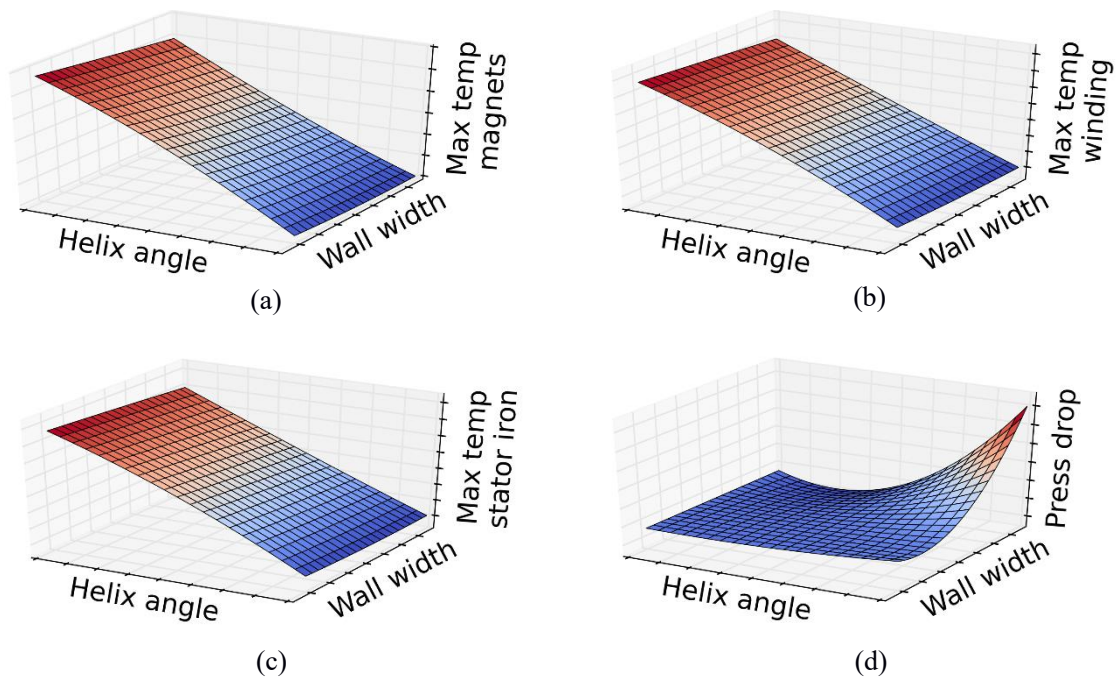 Max temp
magnets
Helix angle
Wall width
(a)
Max temp
winding
Helix angle
Wall width
(b)
Max temp
stator iron
Helix angle
Wall width
(c)
Press drop
Helix angle
Wall width
(d)